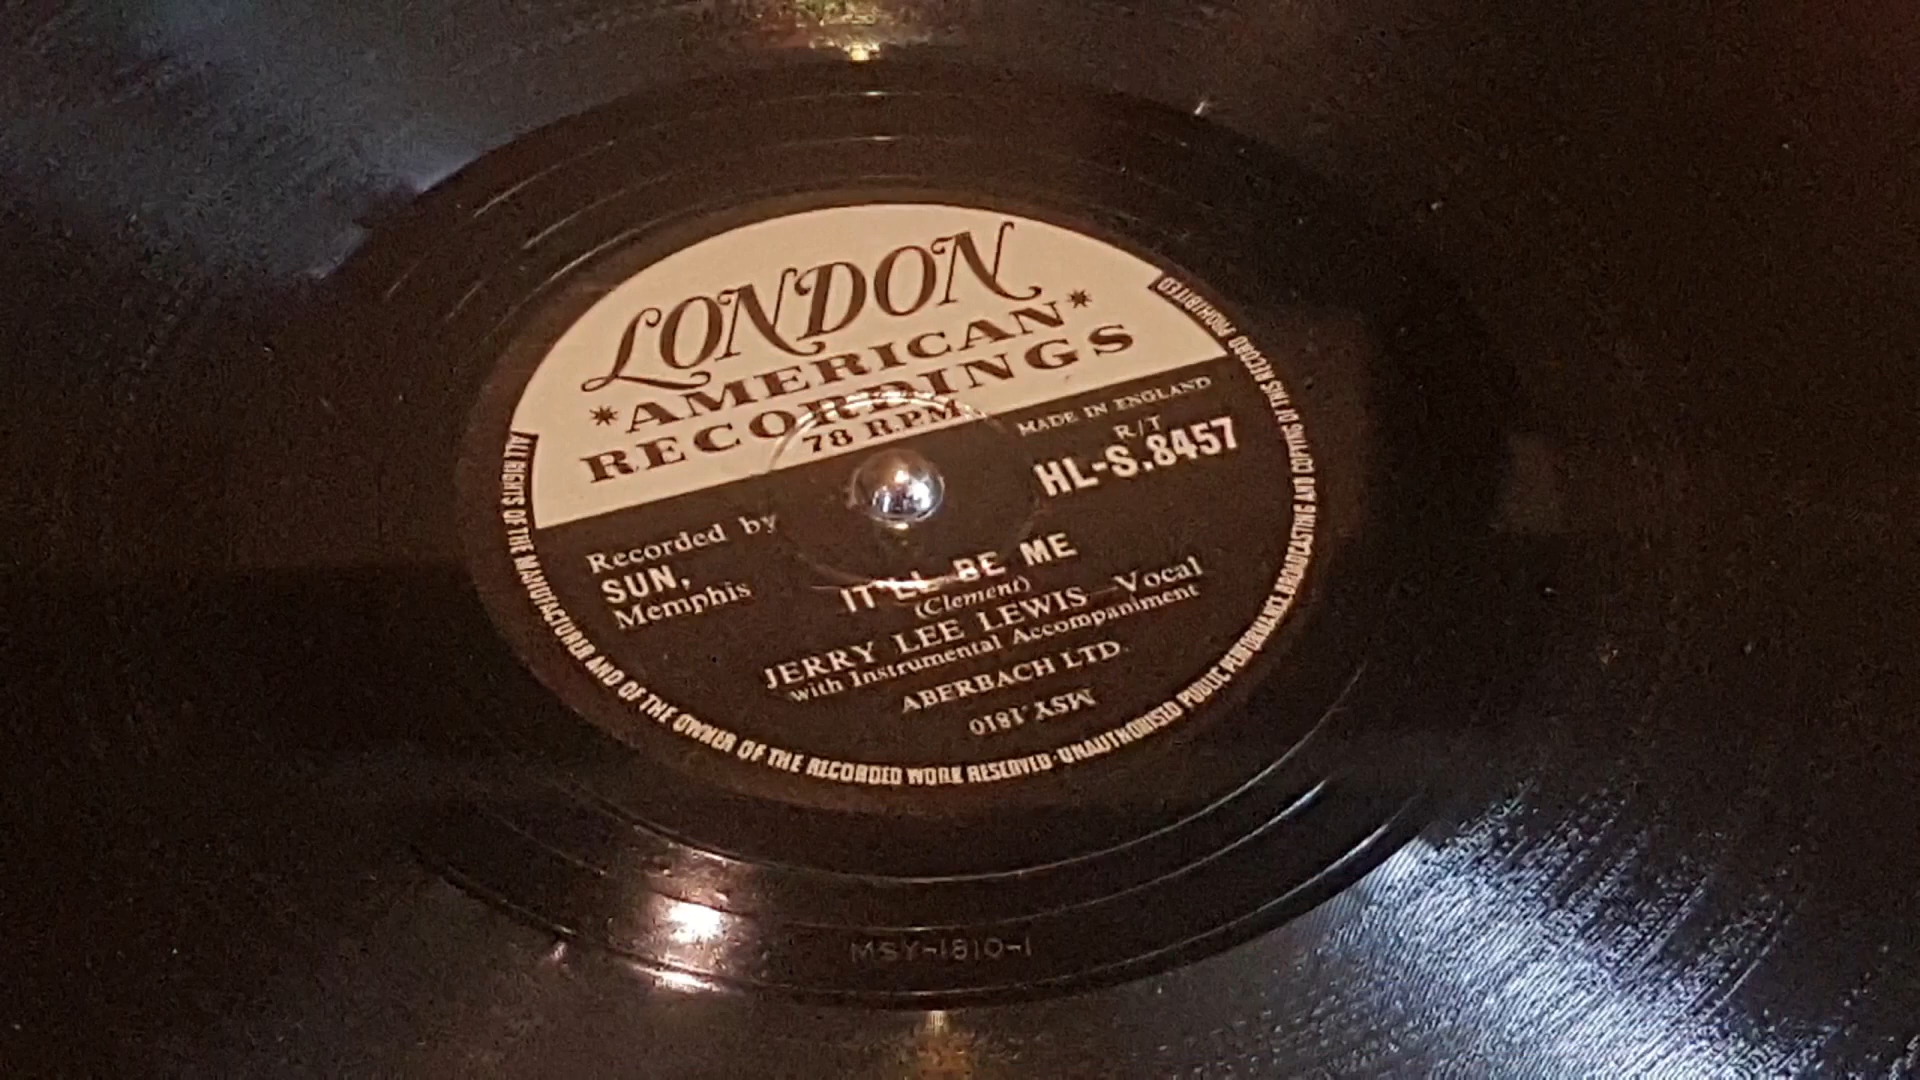 LONDON
*AMERICAN*
RECORDINGS
78 R.P.M.
MADE IN ENGLAND
R/T
HL-S.8457
Recorded by
SUN,
Memphis
IT'LL BE ME
(Clement)
JERRY LEE LEWIS—Vocal
with Instrumental Accompaniment
ABERBACH LTD.
MSY.1810
ALL RIGHTS OF THE MANUFACTURER AND OF THE OWNER OF THE RECORDED WORK RESERVED · UNAUTHORISED PUBLIC PERFORMANCE BROADCASTING AND COPYING OF THIS RECORD PROHIBITED
MSY-1810-1